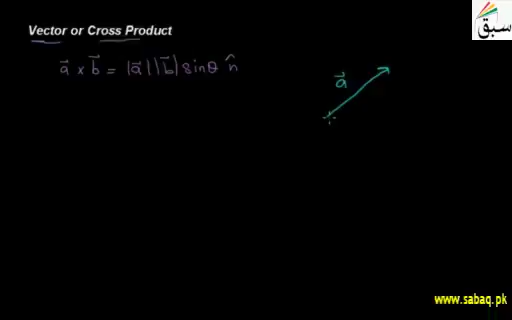 Vector or Cross Product
سبق
a⃗ × b⃗ = |a⃗| |b⃗| sinθ n̂
a⃗
www.sabaq.pk